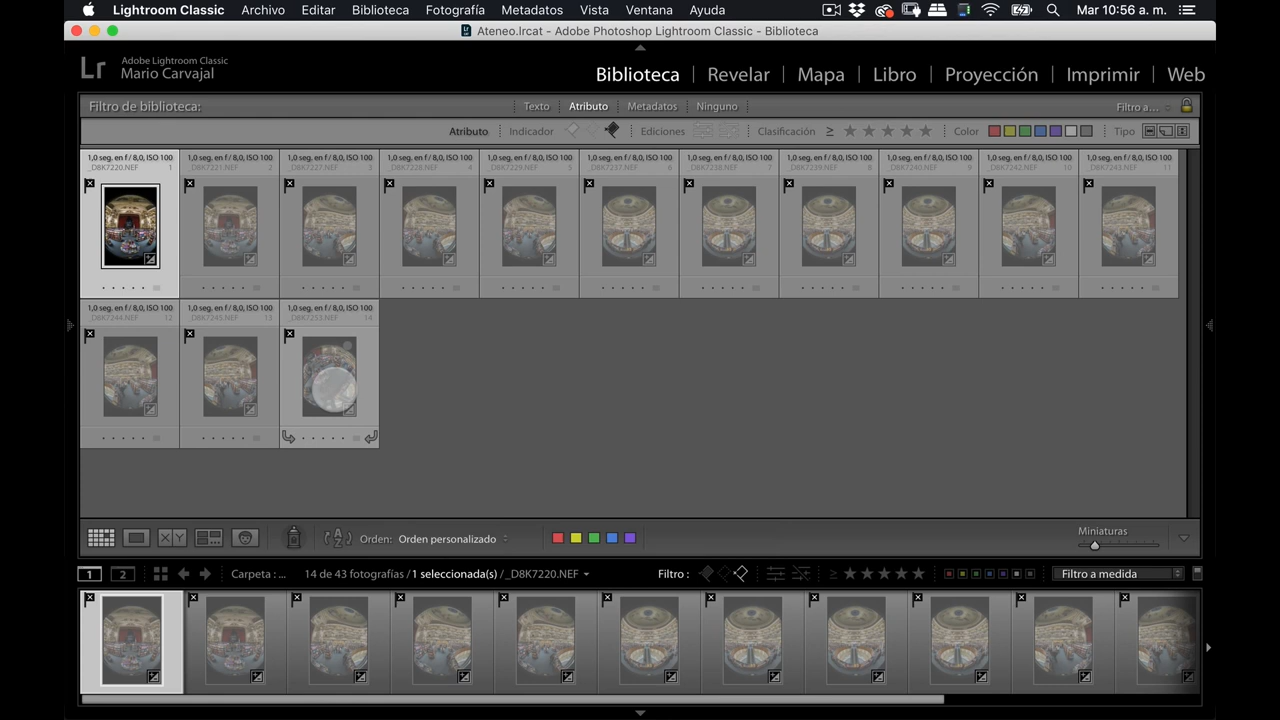 Lightroom Classic Archivo Editar Biblioteca Fotografía Metadatos Vista Ventana Ayuda Mar 10:56 a. m.
Ateneo.lrcat - Adobe Photoshop Lightroom Classic - Biblioteca
Lr Adobe Lightroom Classic
Mario Carvajal
Biblioteca | Revelar | Mapa | Libro | Proyección | Imprimir | Web
Filtro de biblioteca: Texto | Atributo | Metadatos | Ninguno Filtro a...
Atributo Indicador Ediciones Clasificación ≥ Color Tipo
1,0 seg. en f / 8,0, ISO 100 1,0 seg. en f / 8,0, ISO 100 1,0 seg. en f / 8,0, ISO 100 1,0 seg. en f / 8,0, ISO 100 1,0 seg. en f / 8,0, ISO 100 1,0 seg. en f / 8,0, ISO 100 1,0 seg. en f / 8,0, ISO 100 1,0 seg. en f / 8,0, ISO 100 1,0 seg. en f / 8,0, ISO 100 1,0 seg. en f / 8,0, ISO 100 1,0 seg. en f / 8,0, ISO 100
_D8K7220.NEF 1 _D8K7221.NEF 2 _D8K7227.NEF 3 _D8K7228.NEF 4 _D8K7229.NEF 5 _D8K7237.NEF 6 _D8K7238.NEF 7 _D8K7239.NEF 8 _D8K7240.NEF 9 _D8K7242.NEF 10 _D8K7243.NEF 11
1,0 seg. en f / 8,0, ISO 100 1,0 seg. en f / 8,0, ISO 100 1,0 seg. en f / 8,0, ISO 100
_D8K7244.NEF 12 _D8K7245.NEF 13 _D8K7253.NEF 14
XY Orden: Orden personalizado Miniaturas
1 2 Carpeta : ... 14 de 43 fotografías / 1 seleccionada(s) / _D8K7220.NEF Filtro : ≥ Filtro a medida